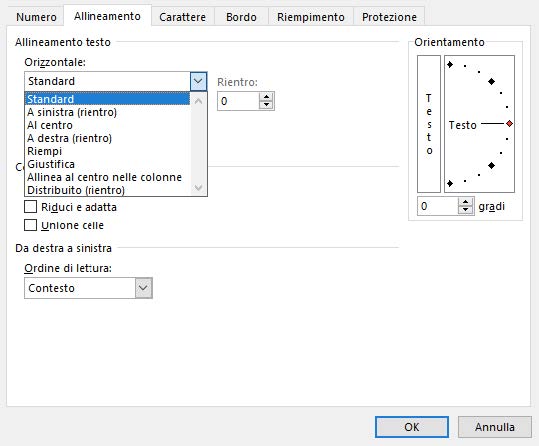 Numero Allineamento Carattere Bordo Riempimento Protezione
Allineamento testo
Orizzontale:
Standard
Rientro:
0
Standard
A sinistra (rientro)
Al centro
A destra (rientro)
Riempi
Giustifica
Allinea al centro nelle colonne
Distribuito (rientro)
Riduci e adatta
Unione celle
Da destra a sinistra
Ordine di lettura:
Contesto
Orientamento
Testo
Testo
0 gradi
OK Annulla